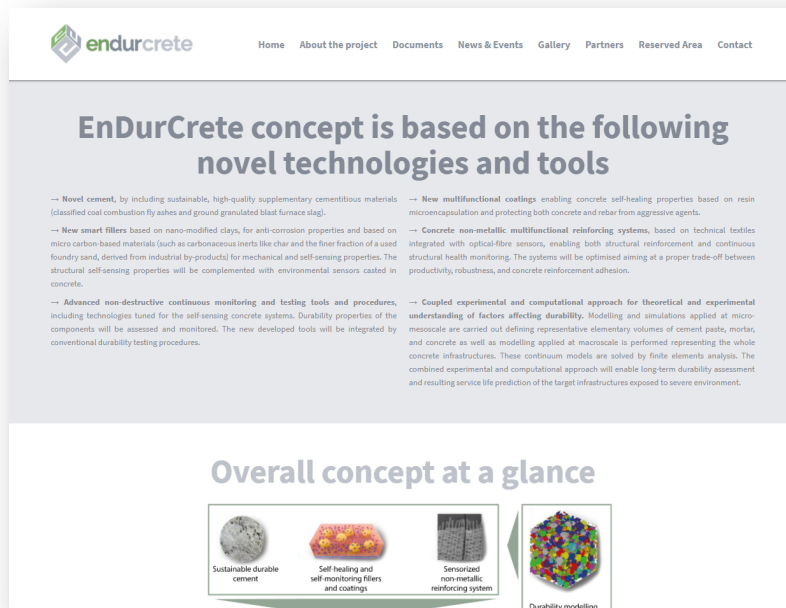 endurcrete
Home About the project Documents News & Events Gallery Partners Reserved Area Contact
EnDurCrete concept is based on the following
novel technologies and tools
→ Novel cement, by including sustainable, high-quality supplementary cementitious materials
(classified coal combustion fly ashes and ground granulated blast furnace slag).
→ New smart fillers based on nano-modified clays, for anti-corrosion properties and based on
micro carbon-based materials (such as carbonaceous inerts like char and the finer fraction of a used
foundry sand, derived from industrial by-products) for mechanical and self-sensing properties. The
structural self-sensing properties will be complemented with environmental sensors casted in
concrete.
→ Advanced non-destructive continuous monitoring and testing tools and procedures,
including technologies tuned for the self-sensing concrete systems. Durability properties of the
components will be assessed and monitored. The new developed tools will be integrated by
conventional durability testing procedures.
→ New multifunctional coatings enabling concrete self-healing properties based on resin
microencapsulation and protecting both concrete and rebar from aggressive agents.
→ Concrete non-metallic multifunctional reinforcing systems, based on technical textiles
integrated with optical-fibre sensors, enabling both structural reinforcement and continuous
structural health monitoring. The systems will be optimised aiming at a proper trade-off between
productivity, robustness, and concrete reinforcement adhesion.
→ Coupled experimental and computational approach for theoretical and experimental
understanding of factors affecting durability. Modelling and simulations applied at micro-
mesoscale are carried out defining representative elementary volumes of cement paste, mortar,
and concrete as well as modelling applied at macroscale is performed representing the whole
concrete infrastructures. These continuum models are solved by finite elements analysis. The
combined experimental and computational approach will enable long-term durability assessment
and resulting service life prediction of the target infrastructures exposed to severe environment.
Overall concept at a glance
Sustainable durable
cement
Self-healing and
self-monitoring fillers
and coatings
Sensorized
non-metallic
reinforcing system
Durability modelling